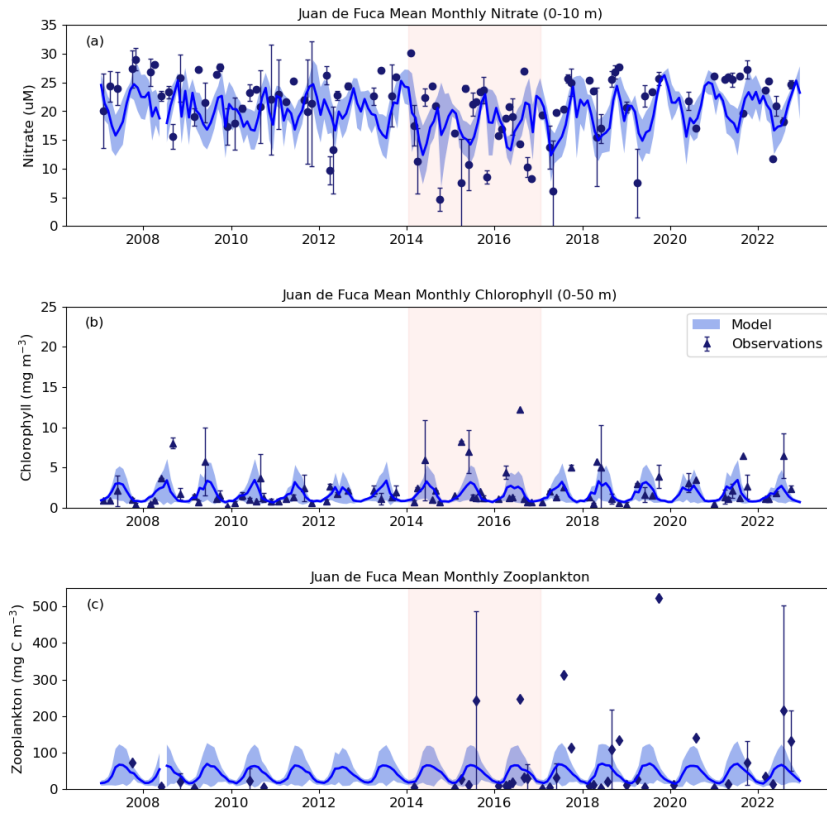 Juan de Fuca Mean Monthly Nitrate (0-10 m)
(a)
Nitrate (uM)
35
30
25
20
15
10
5
0
2008 2010 2012 2014 2016 2018 2020 2022
Juan de Fuca Mean Monthly Chlorophyll (0-50 m)
(b)
Model
Observations
Chlorophyll (mg m⁻³)
25
20
15
10
5
0
2008 2010 2012 2014 2016 2018 2020 2022
Juan de Fuca Mean Monthly Zooplankton
(c)
Zooplankton (mg C m⁻³)
500
400
300
200
100
0
2008 2010 2012 2014 2016 2018 2020 2022